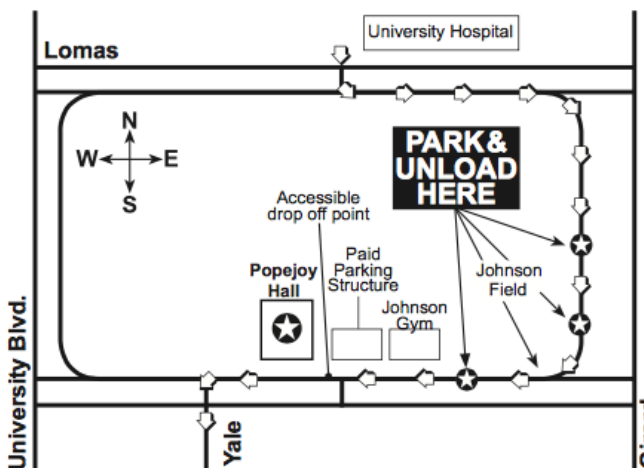 University Hospital
Lomas
N
W E
S
PARK &
UNLOAD
HERE
Accessible
drop off point
Popejoy
Hall
Paid
Parking
Structure
Johnson
Gym
Johnson
Field
University Blvd.
Yale